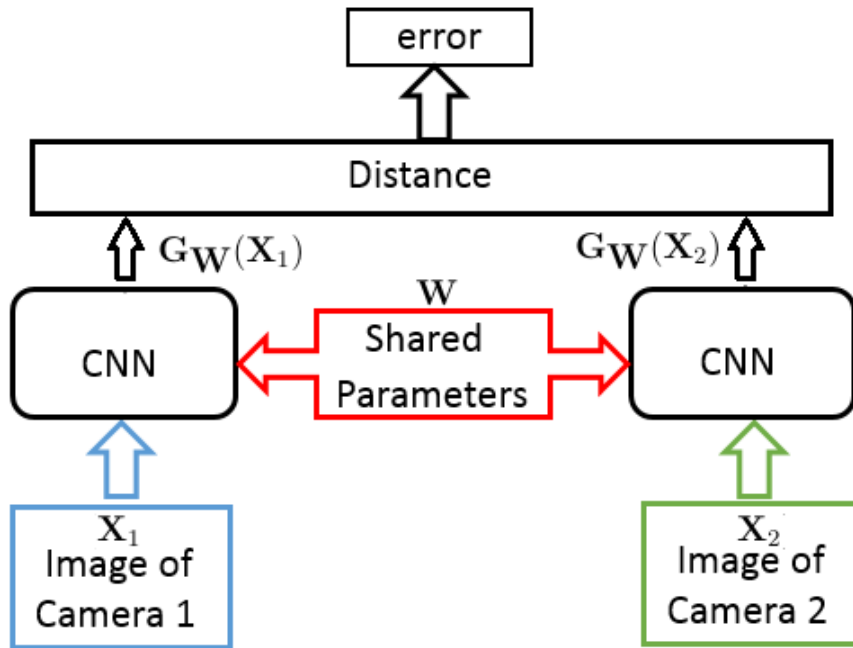 error
Distance
G_W(X_1)
G_W(X_2)
W
Shared
Parameters
CNN
CNN
X_1
Image of
Camera 1
X_2
Image of
Camera 2